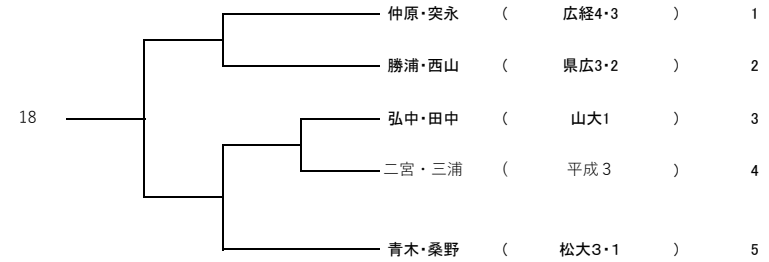 仲原・突永 ( 広経4・3 ) 1
勝浦・西山 ( 県広3・2 ) 2
18 弘中・田中 ( 山大1 ) 3
二宮・三浦 ( 平成３ ) 4
青木・桑野 ( 松大３・１ ) 5